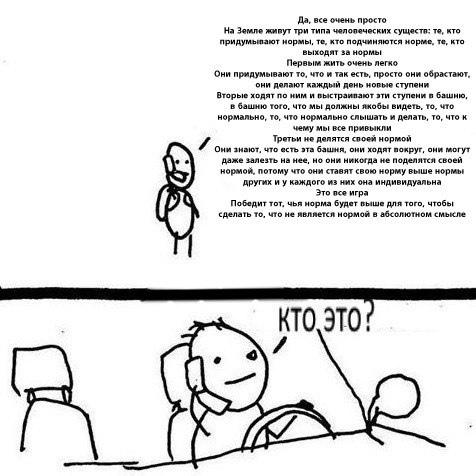 Да, все очень просто
На Земле живут три типа человеческих существ: те, кто
придумывают нормы, те, кто подчиняются норме, те, кто
выходят за нормы
Первым жить очень легко
Они придумывают то, что и так есть, просто они обрастают,
они делают каждый день новые ступени
Вторые ходят по ним и выстраивают эти ступени в башню,
в башню того, что мы должны якобы видеть, то, что
нормально, то, что нормально слышать и делать, то, что к
чему мы все привыкли
Третьи не делятся своей нормой
Они знают, что есть эта башня, они ходят вокруг, они могут
даже залезть на нее, но они никогда не поделятся своей
нормой, потому что они ставят свою норму выше нормы
других и у каждого из них она индивидуальна
Это все игра
Победит тот, чья норма будет выше для того, чтобы
сделать то, что не является нормой в абсолютном смысле
КТО ЭТО?